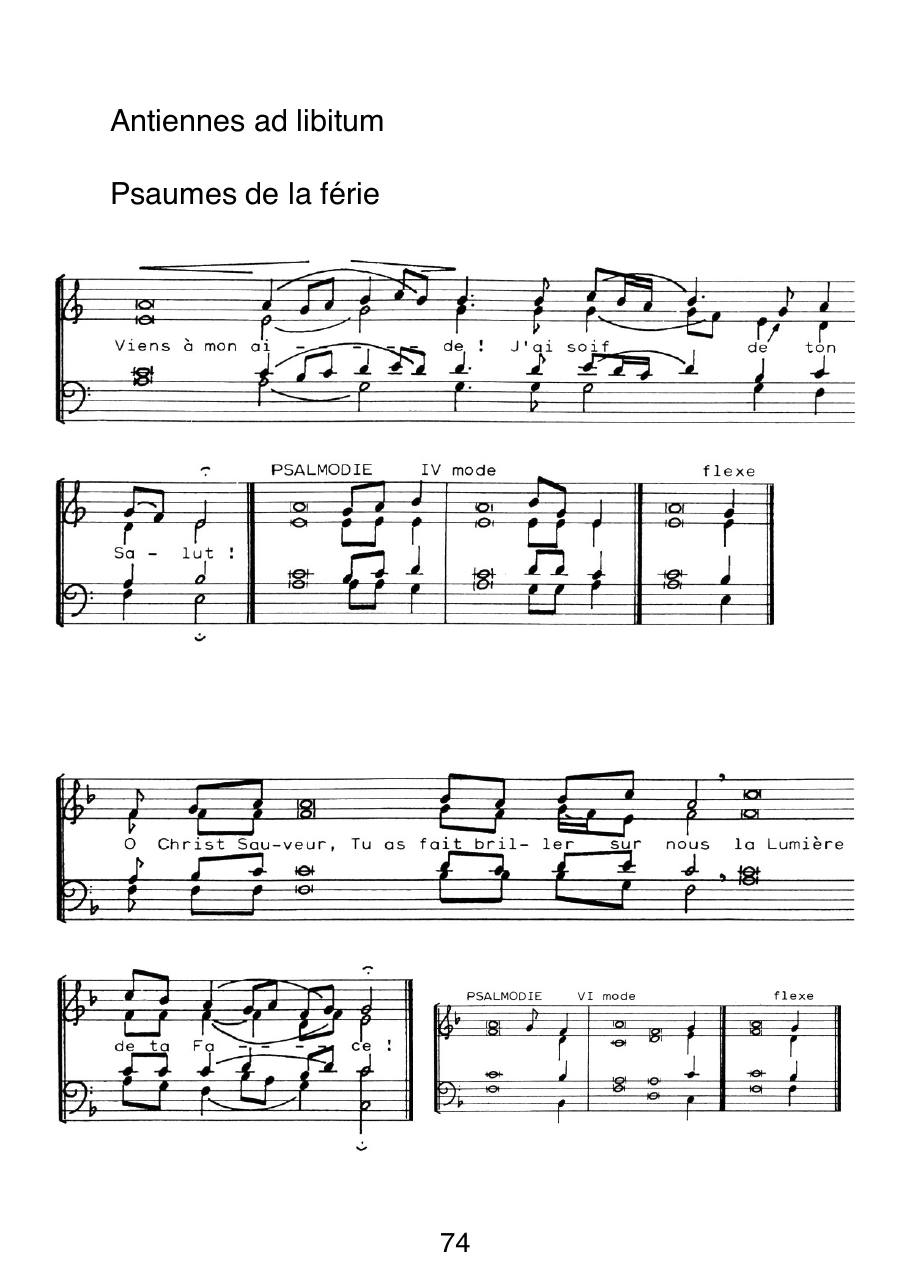 Antiennes ad libitum
Psaumes de la férie
Viens à mon ai - - - - - - de ! J'ai soif de ton
PSALMODIE IV mode flexe
Sa - lut !
O Christ Sau-veur, Tu as fait bril- ler sur nous la Lumière
PSALMODIE VI mode flexe
de ta Fa - - - - - ce !
74